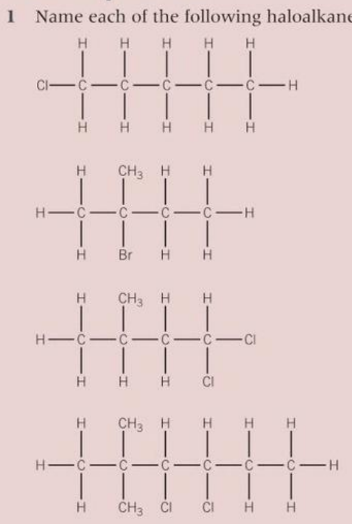 1 Name each of the following haloalkane
H H H H H
Cl—C—C—C—C—C—H
H H H H H
H CH₃ H H
H—C—C—C—C—H
H Br H H
H CH₃ H H
H—C—C—C—C—Cl
H H H Cl
H CH₃ H H H H
H—C—C—C—C—C—C—H
H CH₃ Cl Cl H H